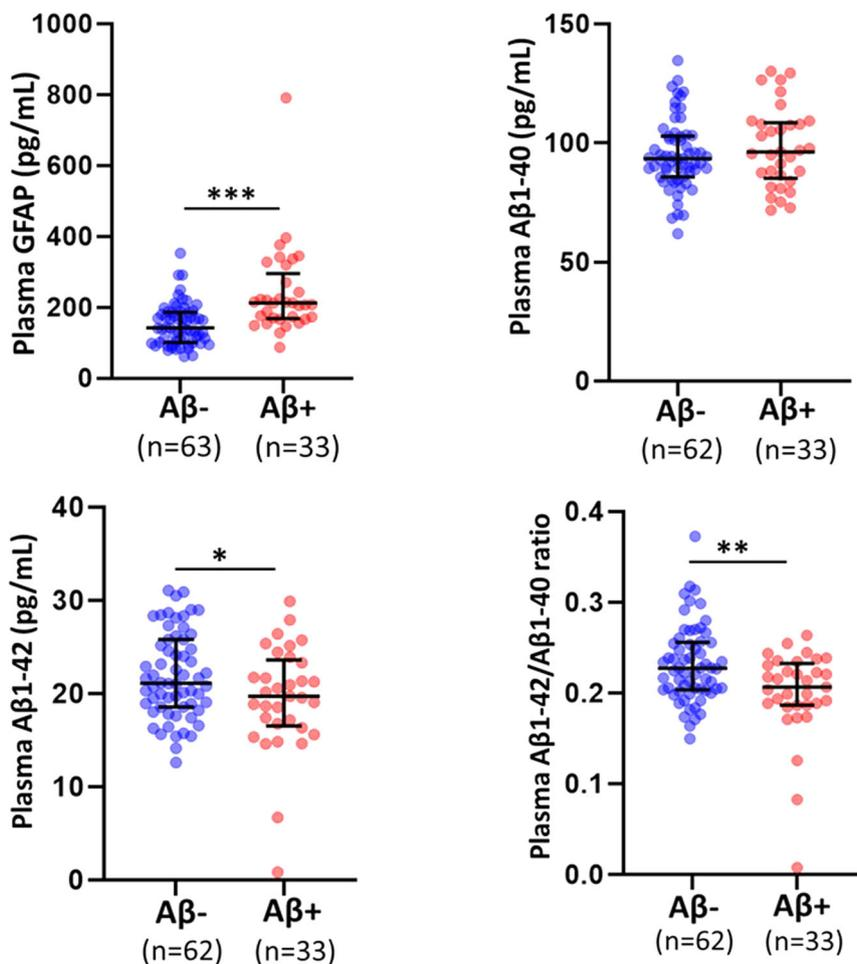 Plasma GFAP (pg/mL)
1000
800
600
400
200
0
***
Aβ-
Aβ+
(n=63)
(n=33)
Plasma Aβ1-40 (pg/mL)
150
100
50
0
Aβ-
Aβ+
(n=62)
(n=33)
Plasma Aβ1-42 (pg/mL)
40
30
20
10
0
*
Aβ-
Aβ+
(n=62)
(n=33)
Plasma Aβ1-42/Aβ1-40 ratio
0.4
0.3
0.2
0.1
0.0
**
Aβ-
Aβ+
(n=62)
(n=33)